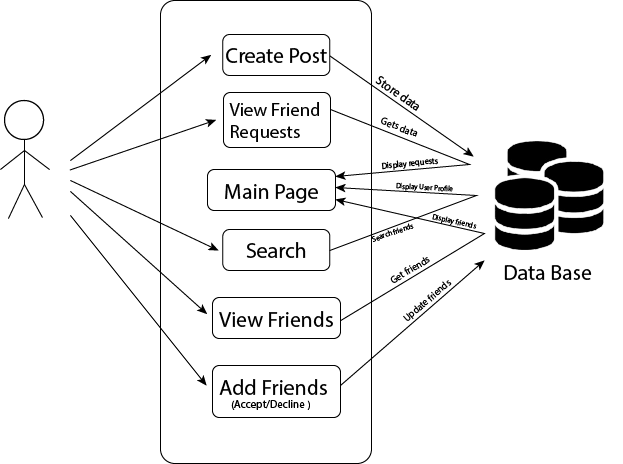 Create Post
Store data
View Friend
Requests
Gets data
Display requests
Main Page
Display User Profile
Display friends
Search
Search friends
Data Base
View Friends
Get friends
Update friends
Add Friends
(Accept/Decline )